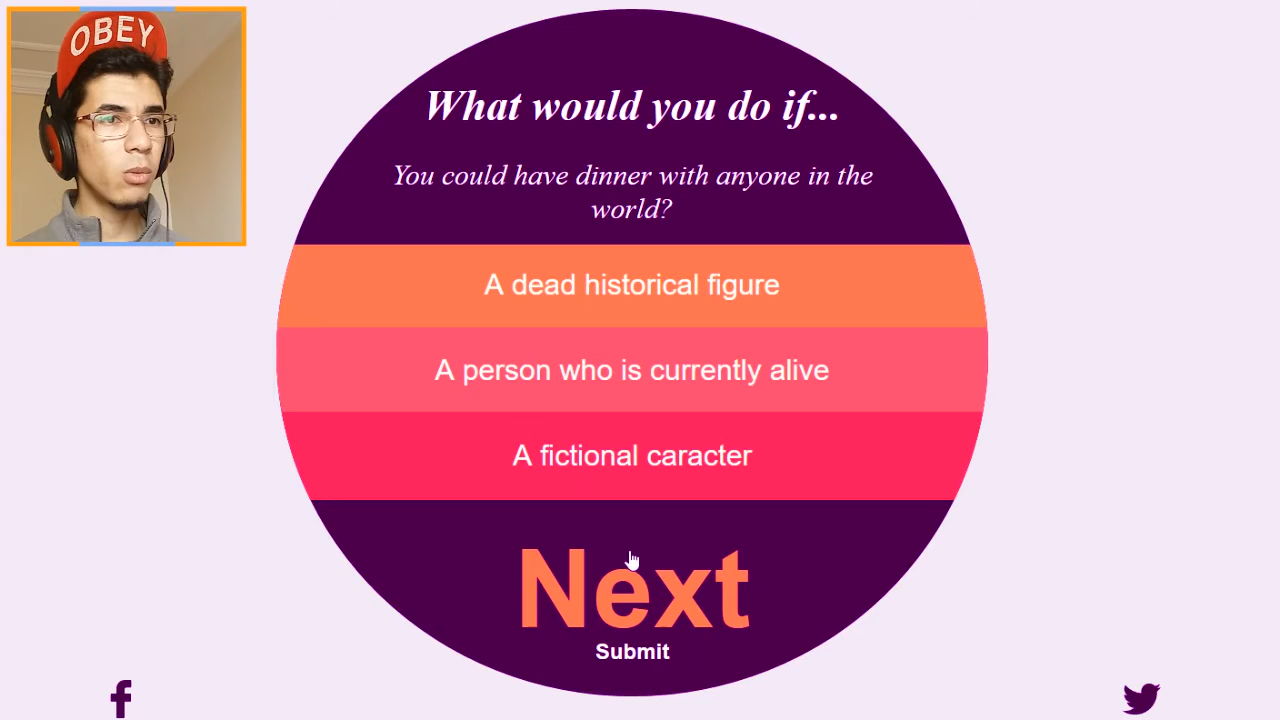 OBEY
What would you do if...
You could have dinner with anyone in the
world?
A dead historical figure
A person who is currently alive
A fictional caracter
Next
Submit